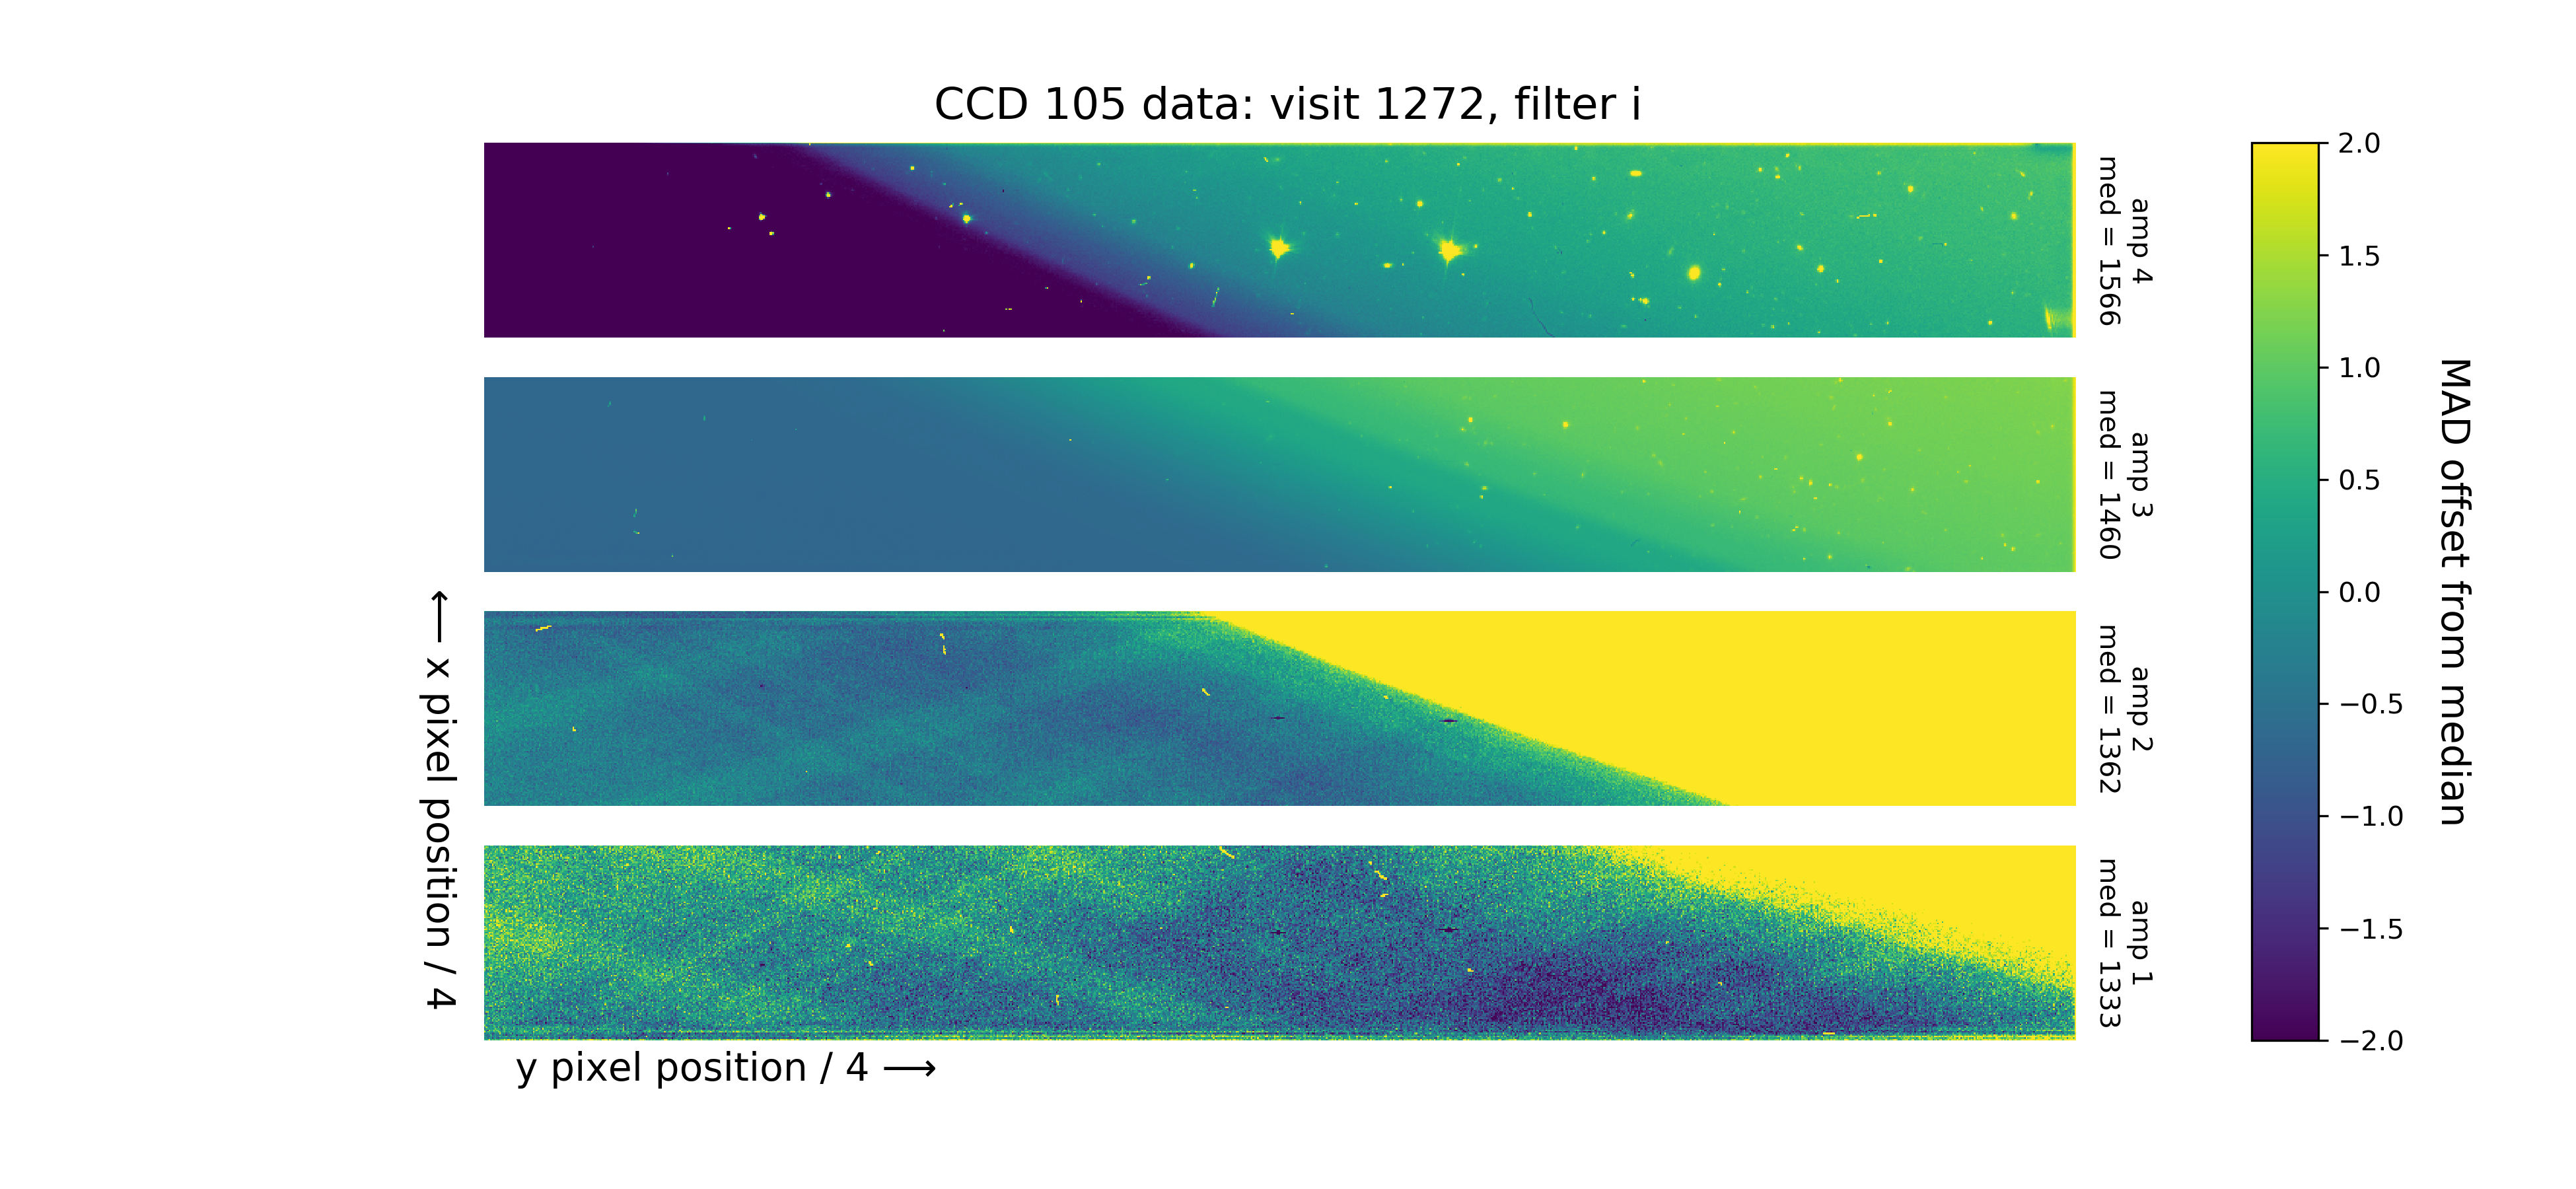 CCD 105 data: visit 1272, filter i
amp 4
med = 1566
amp 3
med = 1460
amp 2
med = 1362
amp 1
med = 1333
⟵ x pixel position / 4
y pixel position / 4 ⟶
2.0
1.5
1.0
0.5
0.0
−0.5
−1.0
−1.5
−2.0
MAD offset from median